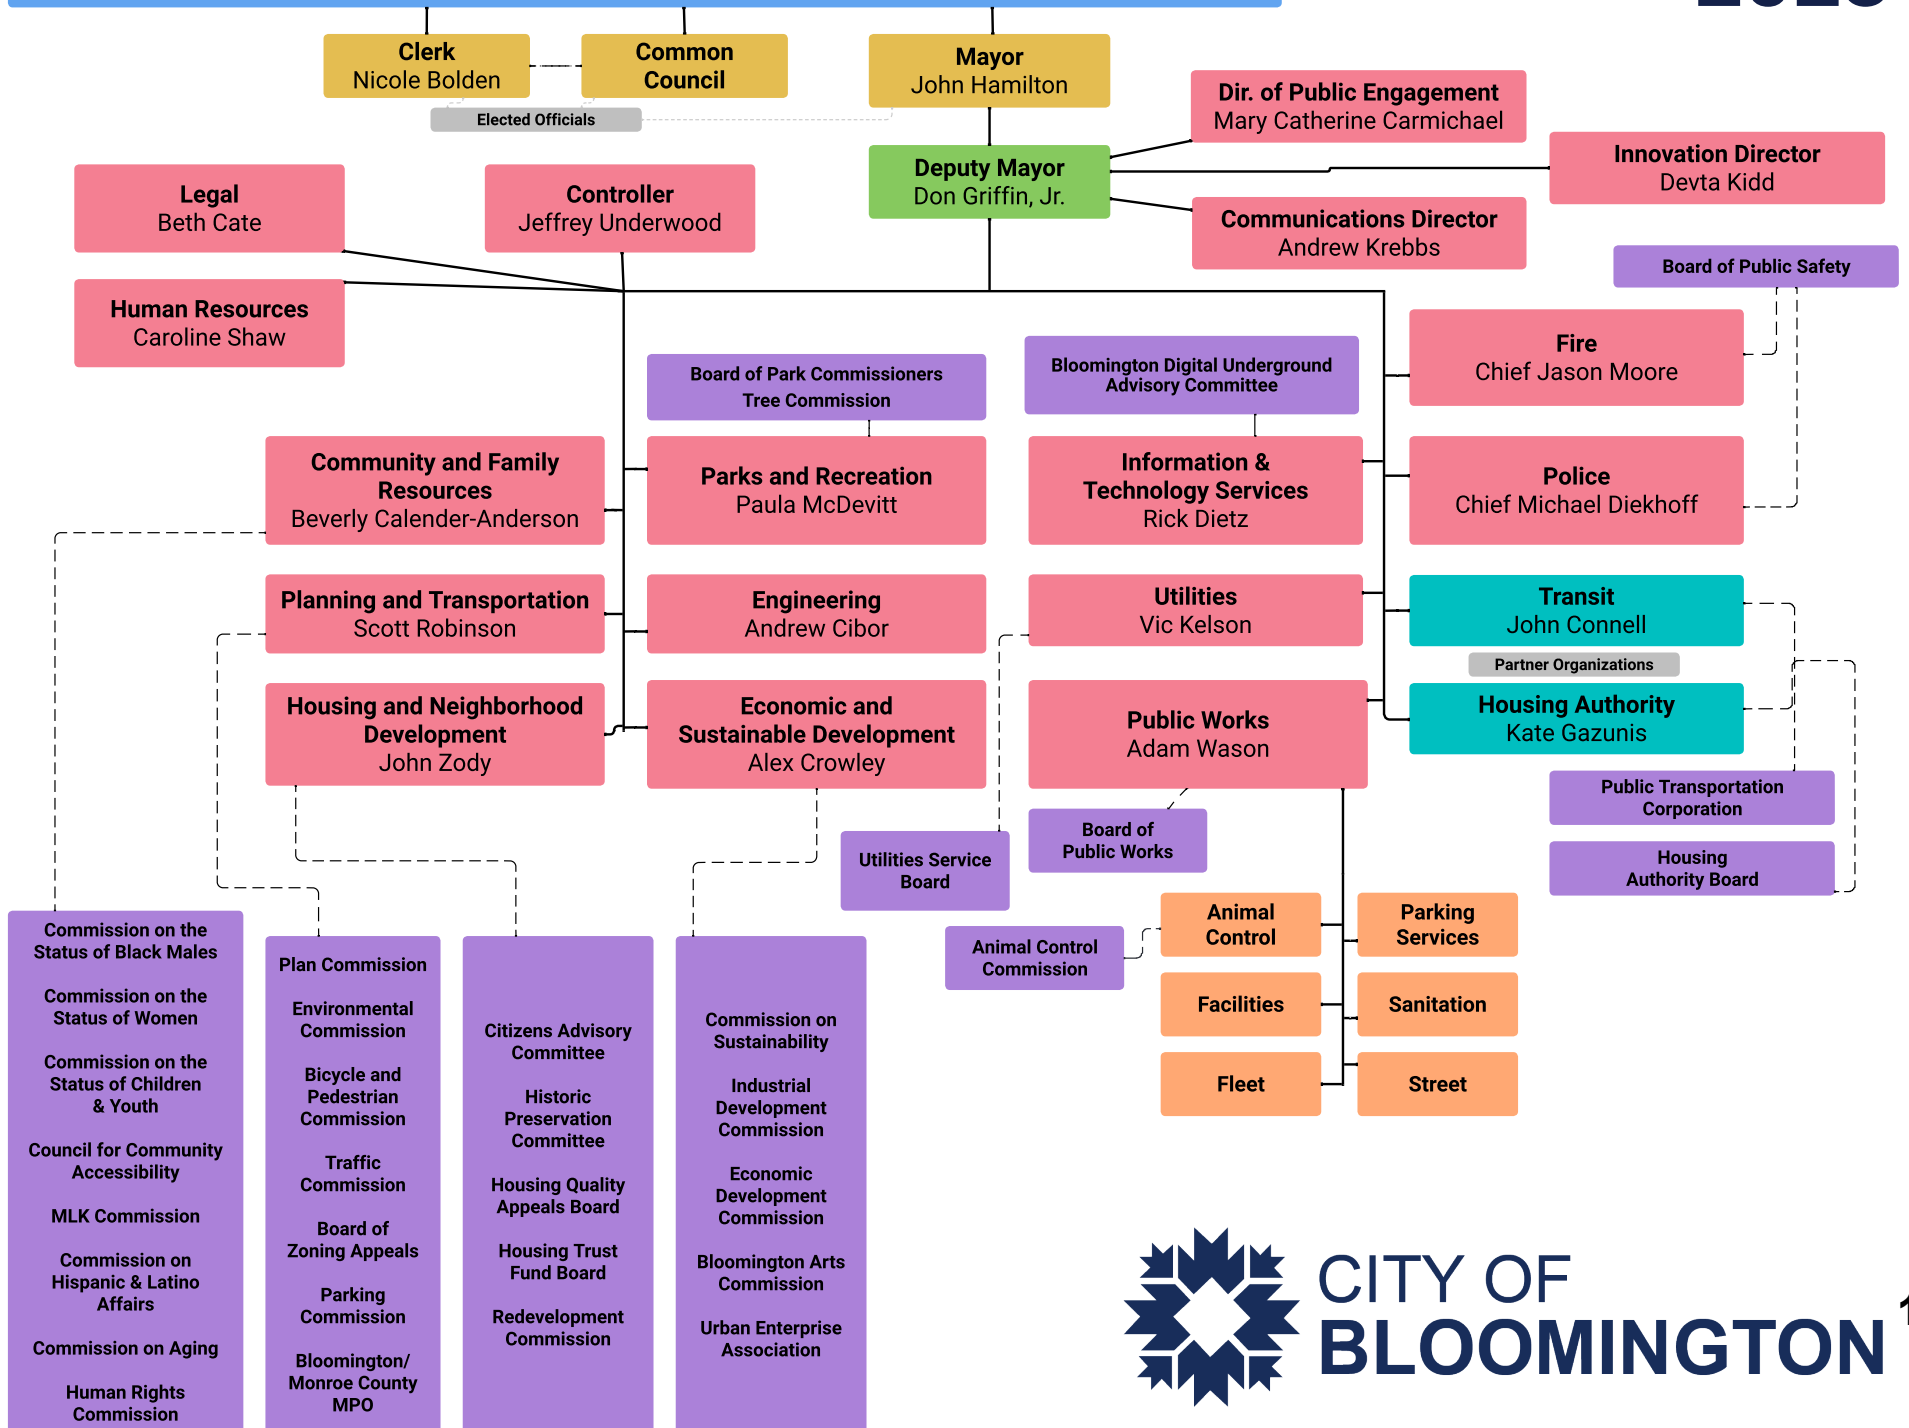 Clerk
Nicole Bolden
Common
Council
Mayor
John Hamilton
Elected Officials
Dir. of Public Engagement
Mary Catherine Carmichael
Deputy Mayor
Don Griffin, Jr.
Innovation Director
Devta Kidd
Communications Director
Andrew Krebbs
Legal
Beth Cate
Controller
Jeffrey Underwood
Human Resources
Caroline Shaw
Board of Public Safety
Fire
Chief Jason Moore
Board of Park Commissioners
Tree Commission
Bloomington Digital Underground
Advisory Committee
Community and Family
Resources
Beverly Calender-Anderson
Parks and Recreation
Paula McDevitt
Information &
Technology Services
Rick Dietz
Police
Chief Michael Diekhoff
Planning and Transportation
Scott Robinson
Engineering
Andrew Cibor
Utilities
Vic Kelson
Transit
John Connell
Partner Organizations
Housing and Neighborhood
Development
John Zody
Economic and
Sustainable Development
Alex Crowley
Public Works
Adam Wason
Housing Authority
Kate Gazunis
Public Transportation
Corporation
Housing
Authority Board
Utilities Service
Board
Board of
Public Works
Animal
Control
Parking
Services
Animal Control
Commission
Facilities
Sanitation
Fleet
Street
Commission on the
Status of Black Males
Commission on the
Status of Women
Commission on the
Status of Children
& Youth
Council for Community
Accessibility
MLK Commission
Commission on
Hispanic & Latino
Affairs
Commission on Aging
Human Rights
Commission
Plan Commission
Environmental
Commission
Bicycle and
Pedestrian
Commission
Traffic
Commission
Board of
Zoning Appeals
Parking
Commission
Bloomington/
Monroe County
MPO
Citizens Advisory
Committee
Historic
Preservation
Committee
Housing Quality
Appeals Board
Housing Trust
Fund Board
Redevelopment
Commission
Commission on
Sustainability
Industrial
Development
Commission
Economic
Development
Commission
Bloomington Arts
Commission
Urban Enterprise
Association
CITY OF
BLOOMINGTON